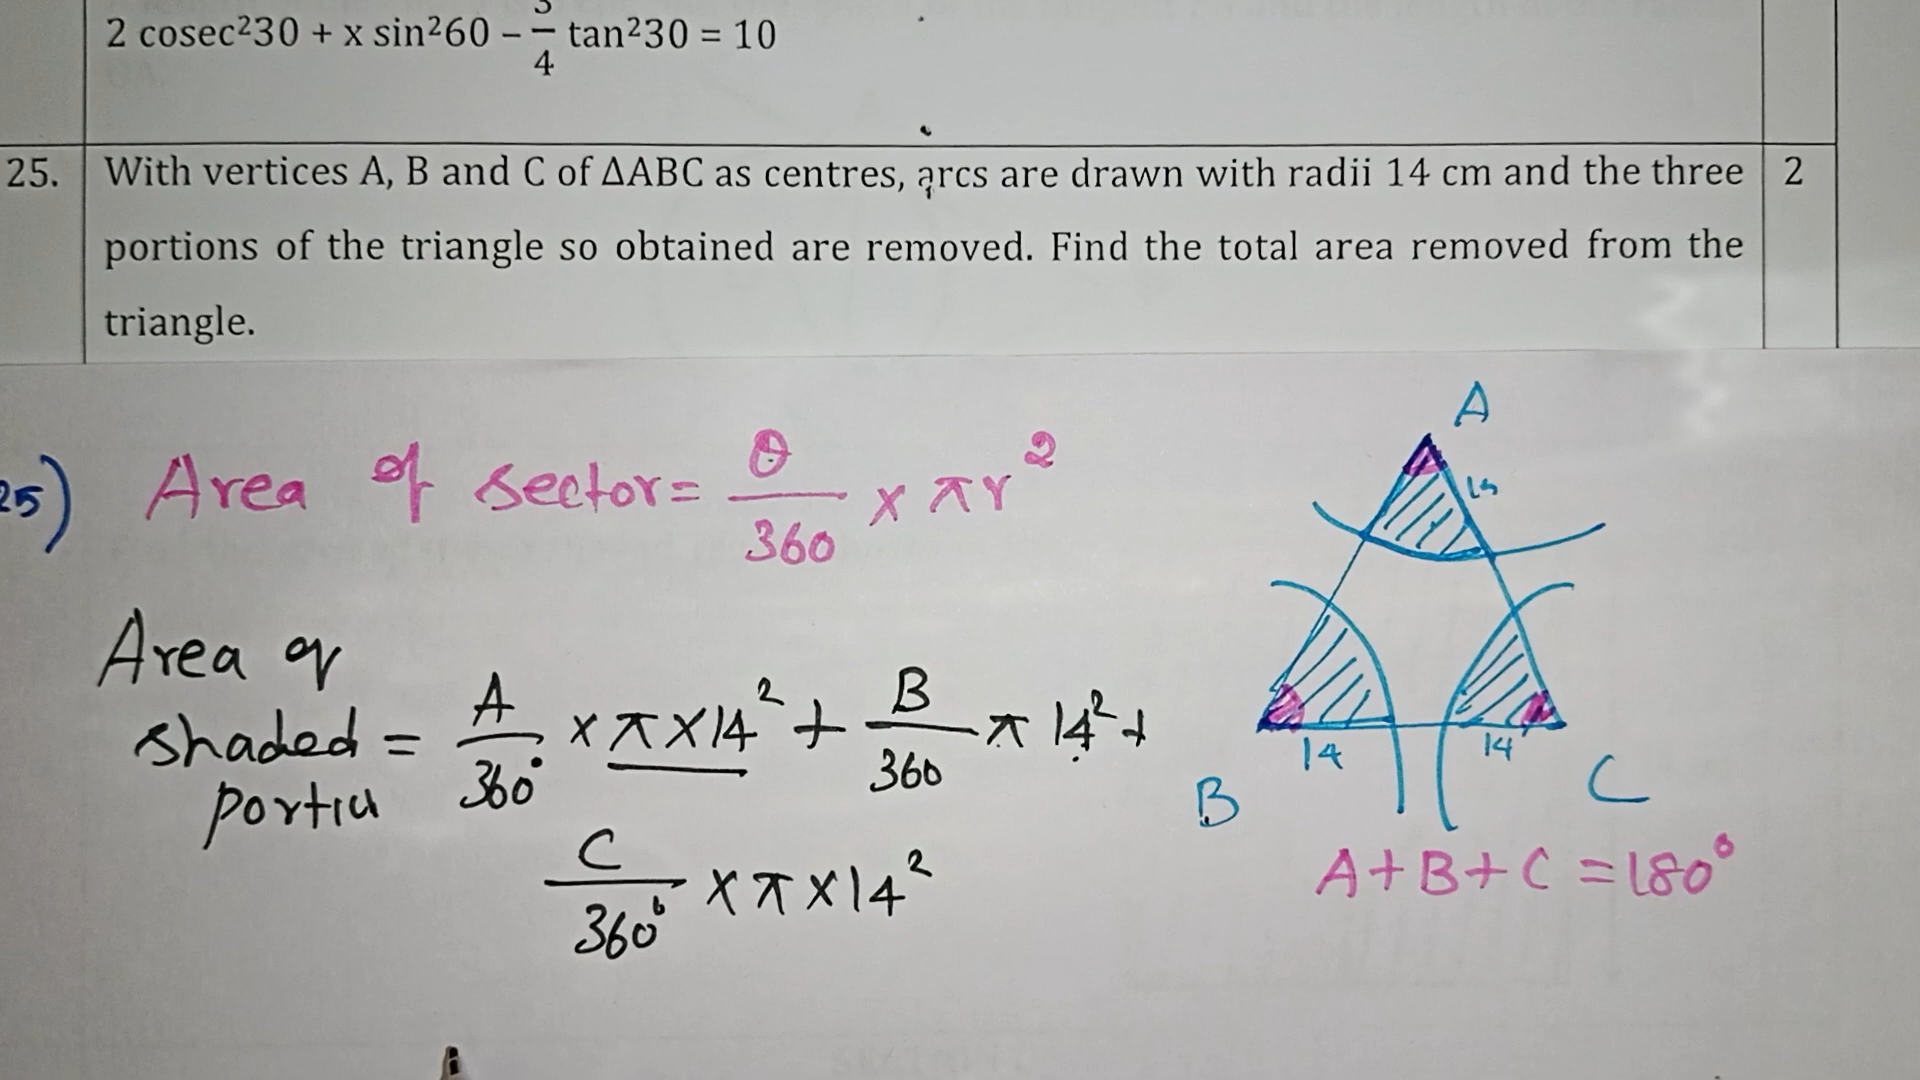 2 cosec²30 + x sin²60 – 3/4 tan²30 = 10
25. With vertices A, B and C of ΔABC as centres, arcs are drawn with radii 14 cm and the three 2
portions of the triangle so obtained are removed. Find the total area removed from the
triangle.
25) Area of sector = θ/360 × πr²
Area of
shaded = A/360° × π × 14² + B/360 π 14² +
portiu
C/360° × π × 14²
A
14
14
B
C
A + B + C = 180°